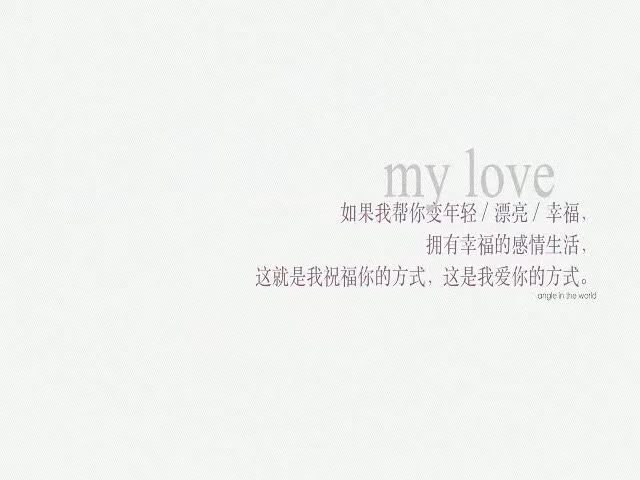 my love
如果我帮你变年轻 / 漂亮 / 幸福，
拥有幸福的感情生活，
这就是我祝福你的方式，这是我爱你的方式。
angle in the world